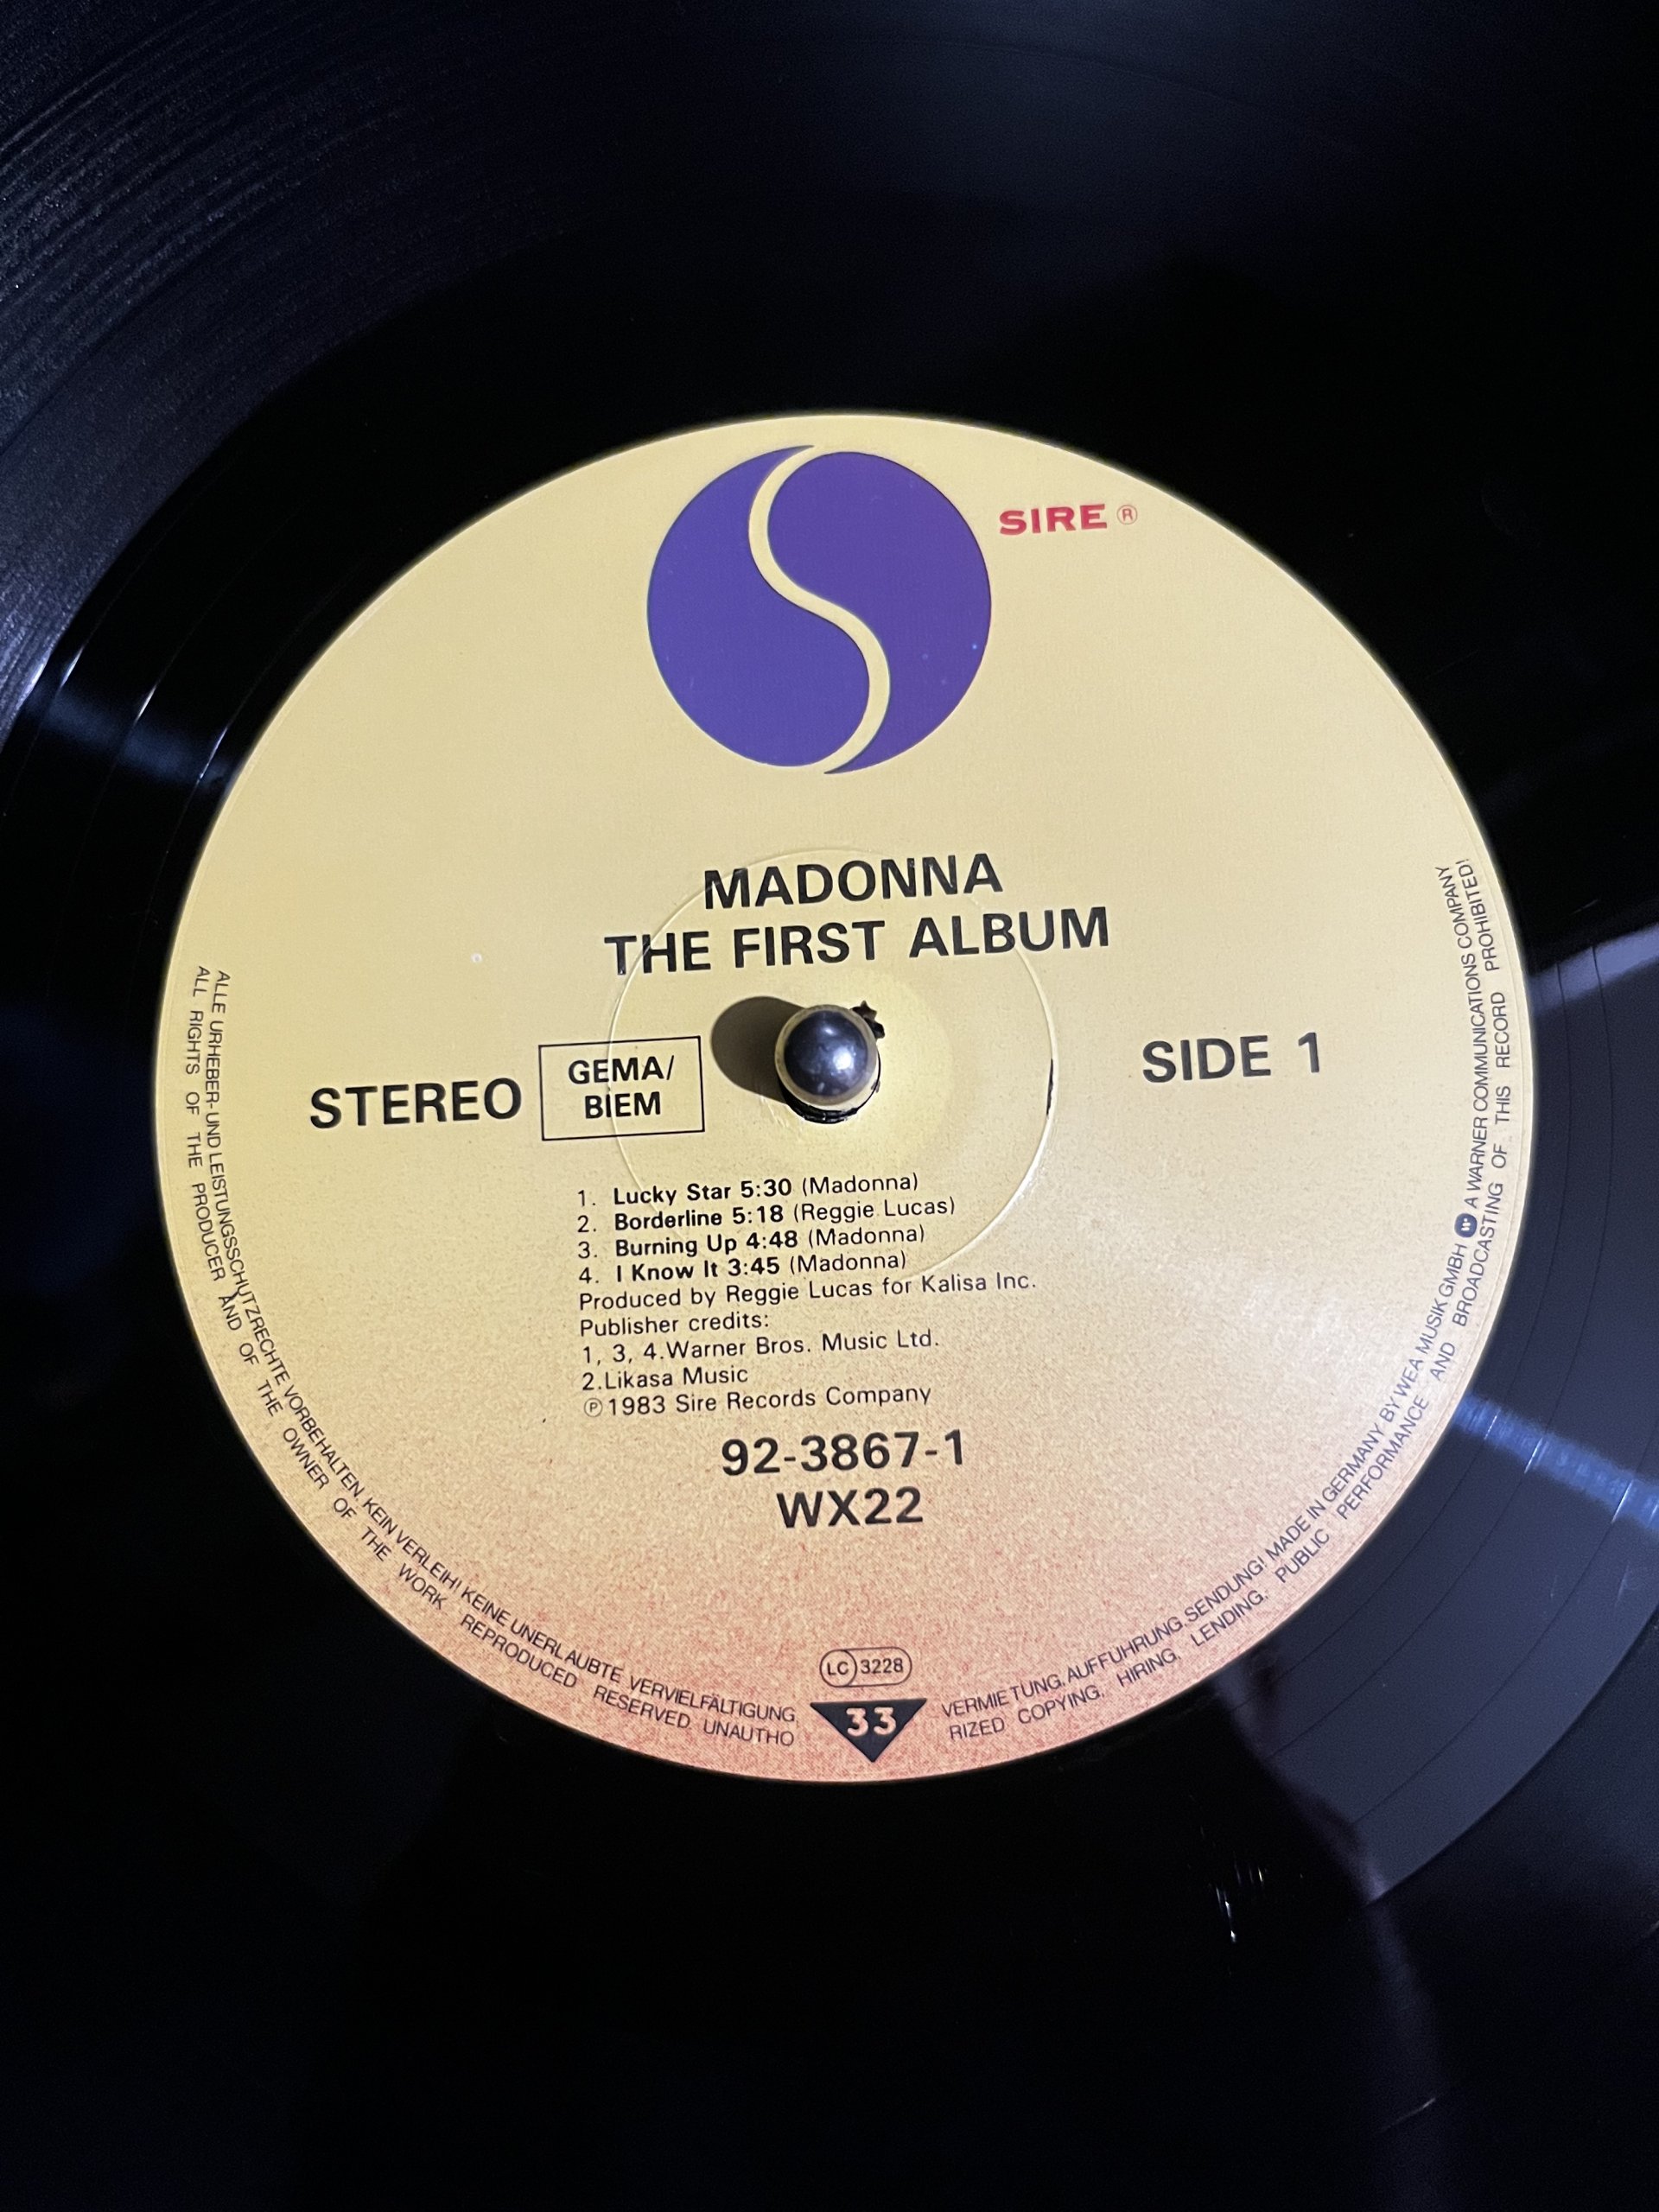 SIRE ®
MADONNA
THE FIRST ALBUM
STEREO
GEMA/
BIEM
SIDE 1
1. Lucky Star 5:30 (Madonna)
2. Borderline 5:18 (Reggie Lucas)
3. Burning Up 4:48 (Madonna)
4. I Know It 3:45 (Madonna)
Produced by Reggie Lucas for Kalisa Inc.
Publisher credits:
1, 3, 4.Warner Bros. Music Ltd.
2.Likasa Music
℗1983 Sire Records Company
92-3867-1
WX22
LC 3228
33
ALLE URHEBER- UND LEISTUNGSSCHUTZRECHTE VORBEHALTEN. KEIN VERLEIH! KEINE UNERLAUBTE VERVIELFÄLTIGUNG, VERMIETUNG, AUFFUHRUNG, SENDUNG! MADE IN GERMANY BY WEA MUSIK GMBH W A WARNER COMMUNICATIONS COMPANY
ALL RIGHTS OF THE PRODUCER AND OF THE OWNER OF THE WORK REPRODUCED RESERVED. UNAUTHORIZED COPYING, HIRING, LENDING, PUBLIC PERFORMANCE AND BROADCASTING OF THIS RECORD PROHIBITED!